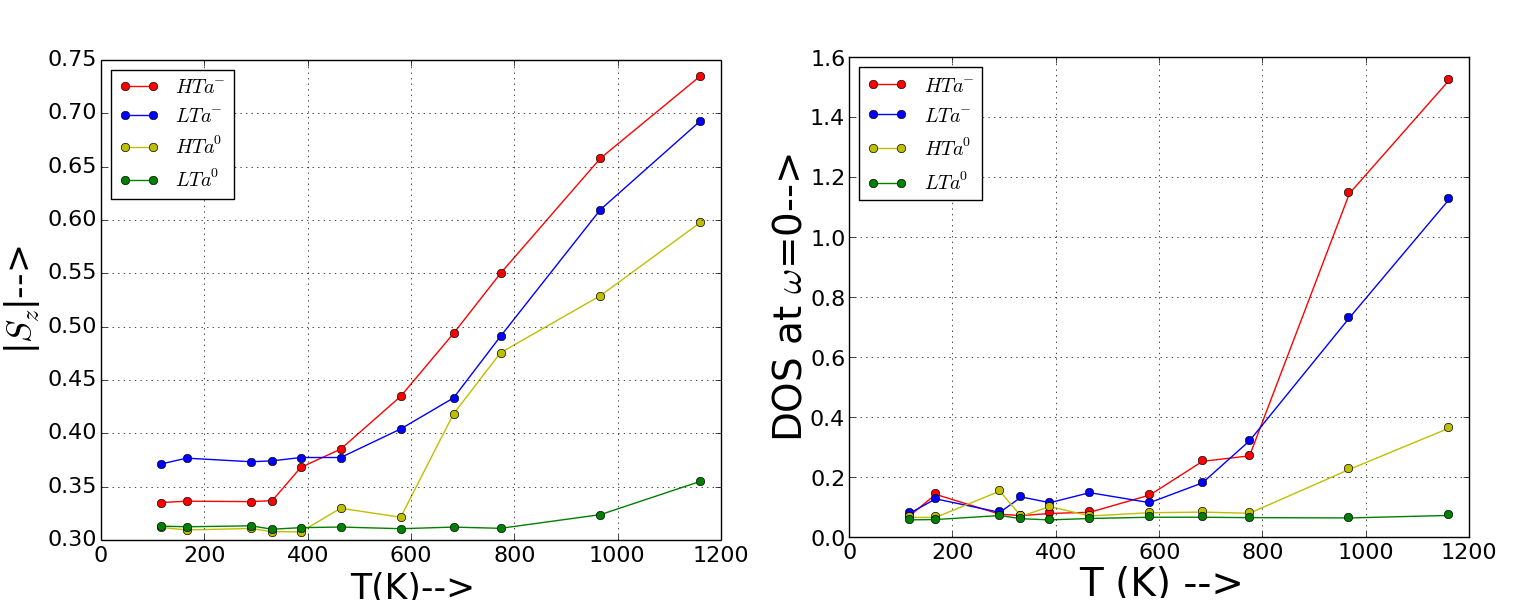 0.75
0.70
0.65
0.60
0.55
0.50
0.45
0.40
0.35
0.30
|S_z|-->
HTa⁻
LTa⁻
HTa⁰
LTa⁰
0 200 400 600 800 1000 1200
T(K)-->
1.6
1.4
1.2
1.0
0.8
0.6
0.4
0.2
0.0
DOS at ω=0-->
HTa⁻
LTa⁻
HTa⁰
LTa⁰
0 200 400 600 800 1000 1200
T (K) -->